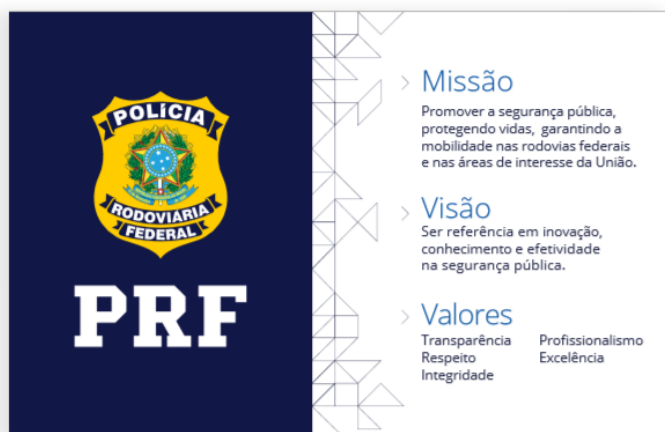 POLÍCIA
RODOVIÁRIA
FEDERAL
PRF
Missão
Promover a segurança pública,
protegendo vidas, garantindo a
mobilidade nas rodovias federais
e nas áreas de interesse da União.
Visão
Ser referência em inovação,
conhecimento e efetividade
na segurança pública.
Valores
Transparência Profissionalismo
Respeito Excelência
Integridade